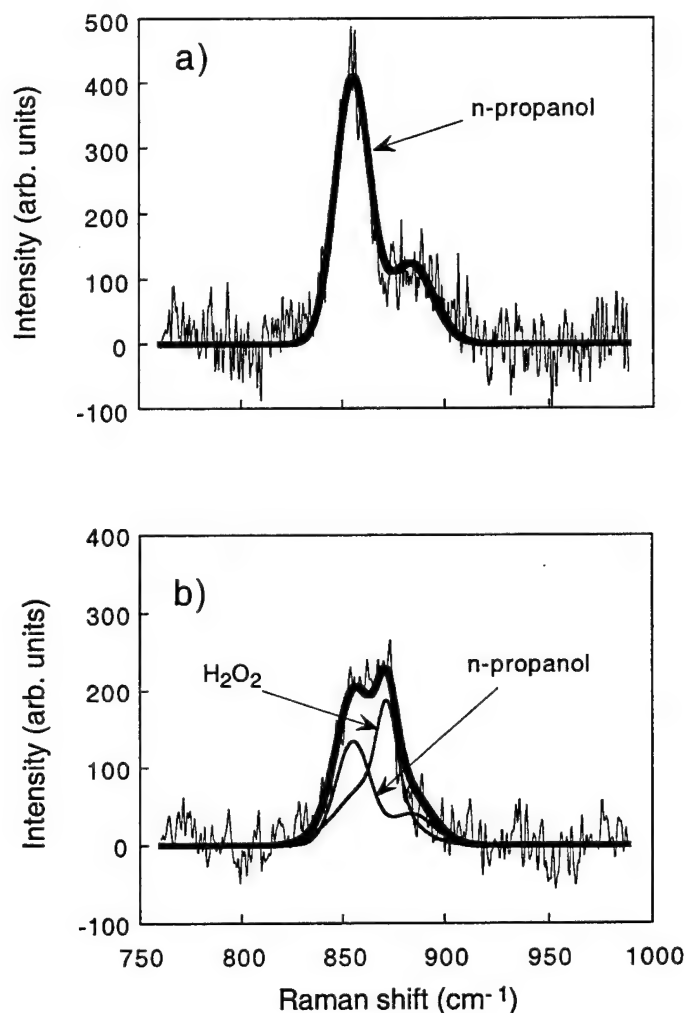 500
a)
400
n-propanol
300
200
100
0
-100
Intensity (arb. units)
400
b)
300
H₂O₂
n-propanol
200
100
0
-100
Intensity (arb. units)
750 800 850 900 950 1000
Raman shift (cm⁻¹)